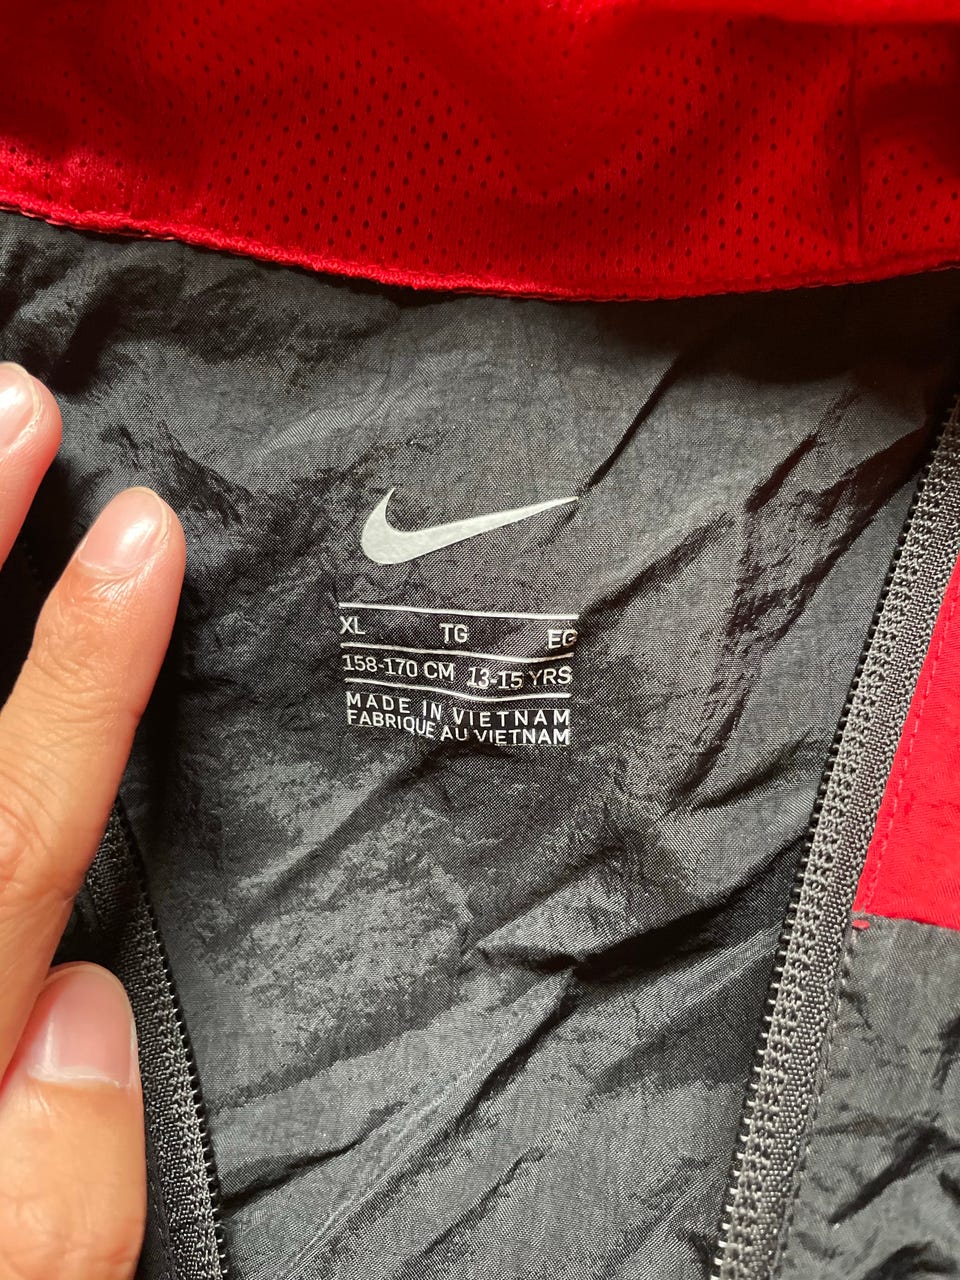 XL TG EG
158-170 CM 13-15 YRS
MADE IN VIETNAM
FABRIQUE AU VIETNAM